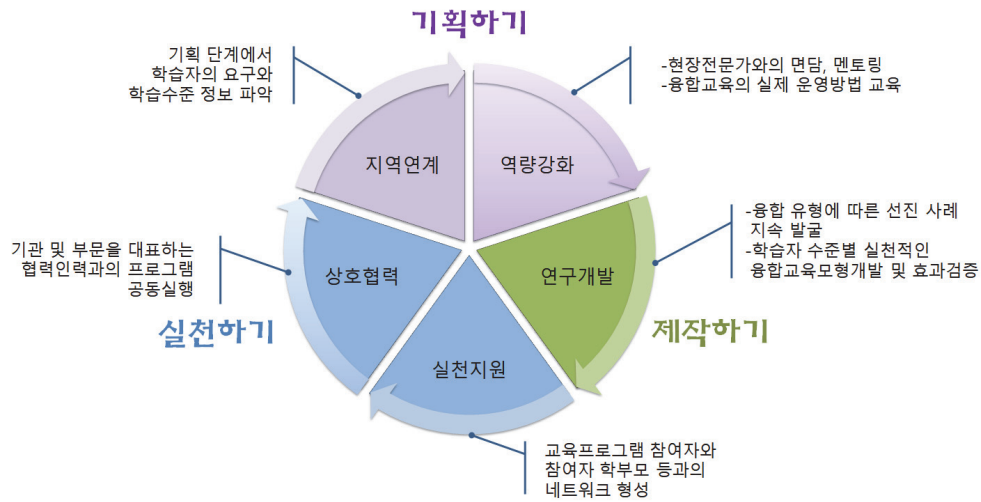 기획하기
기획 단계에서
학습자의 요구와
학습수준 정보 파악
-현장전문가와의 면담, 멘토링
-융합교육의 실제 운영방법 교육
지역연계
역량강화
-융합 유형에 따른 선진 사례
지속 발굴
-학습자 수준별 실천적인
융합교육모형개발 및 효과검증
기관 및 부문을 대표하는
협력인력과의 프로그램
공동실행
상호협력
연구개발
실천하기
제작하기
실천지원
교육프로그램 참여자와
참여자 학부모 등과의
네트워크 형성